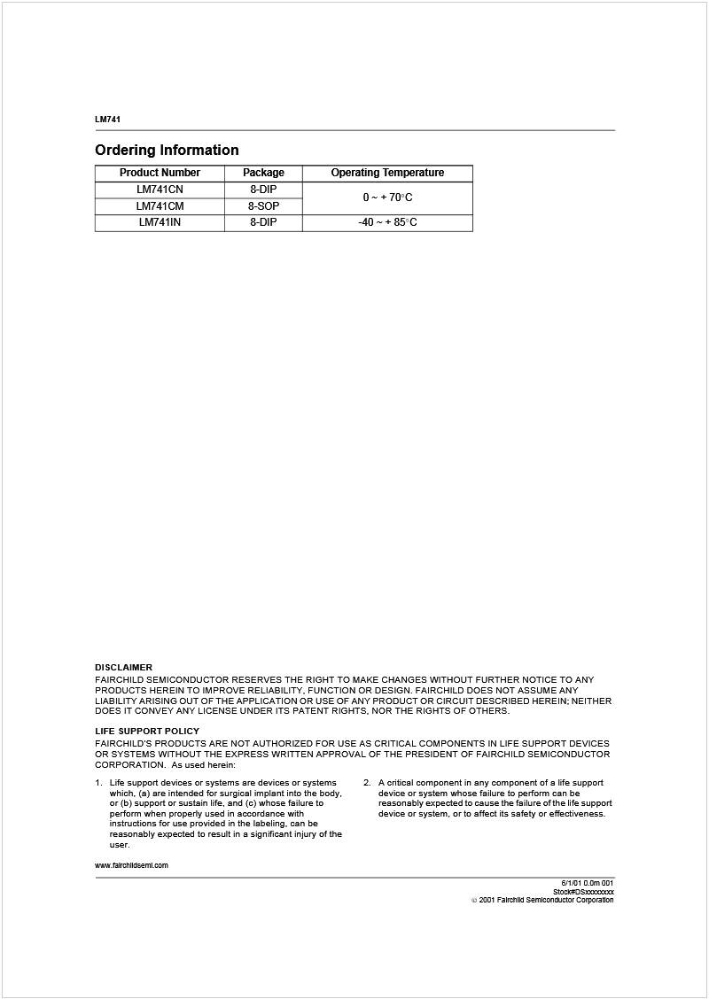 LM741
Ordering Information
Product Number Package Operating Temperature
LM741CN 8-DIP 0 ~ + 70°C
LM741CM 8-SOP
LM741IN 8-DIP -40 ~ + 85°C
DISCLAIMER
FAIRCHILD SEMICONDUCTOR RESERVES THE RIGHT TO MAKE CHANGES WITHOUT FURTHER NOTICE TO ANY
PRODUCTS HEREIN TO IMPROVE RELIABILITY, FUNCTION OR DESIGN. FAIRCHILD DOES NOT ASSUME ANY
LIABILITY ARISING OUT OF THE APPLICATION OR USE OF ANY PRODUCT OR CIRCUIT DESCRIBED HEREIN; NEITHER
DOES IT CONVEY ANY LICENSE UNDER ITS PATENT RIGHTS, NOR THE RIGHTS OF OTHERS.
LIFE SUPPORT POLICY
FAIRCHILD'S PRODUCTS ARE NOT AUTHORIZED FOR USE AS CRITICAL COMPONENTS IN LIFE SUPPORT DEVICES
OR SYSTEMS WITHOUT THE EXPRESS WRITTEN APPROVAL OF THE PRESIDENT OF FAIRCHILD SEMICONDUCTOR
CORPORATION. As used herein:
1. Life support devices or systems are devices or systems
which, (a) are intended for surgical implant into the body,
or (b) support or sustain life, and (c) whose failure to
perform when properly used in accordance with
instructions for use provided in the labeling, can be
reasonably expected to result in a significant injury of the
user.
2. A critical component in any component of a life support
device or system whose failure to perform can be
reasonably expected to cause the failure of the life support
device or system, or to affect its safety or effectiveness.
www.fairchildsemi.com
6/1/01 0.0m 001
Stock#DSxxxxxxxx
© 2001 Fairchild Semiconductor Corporation